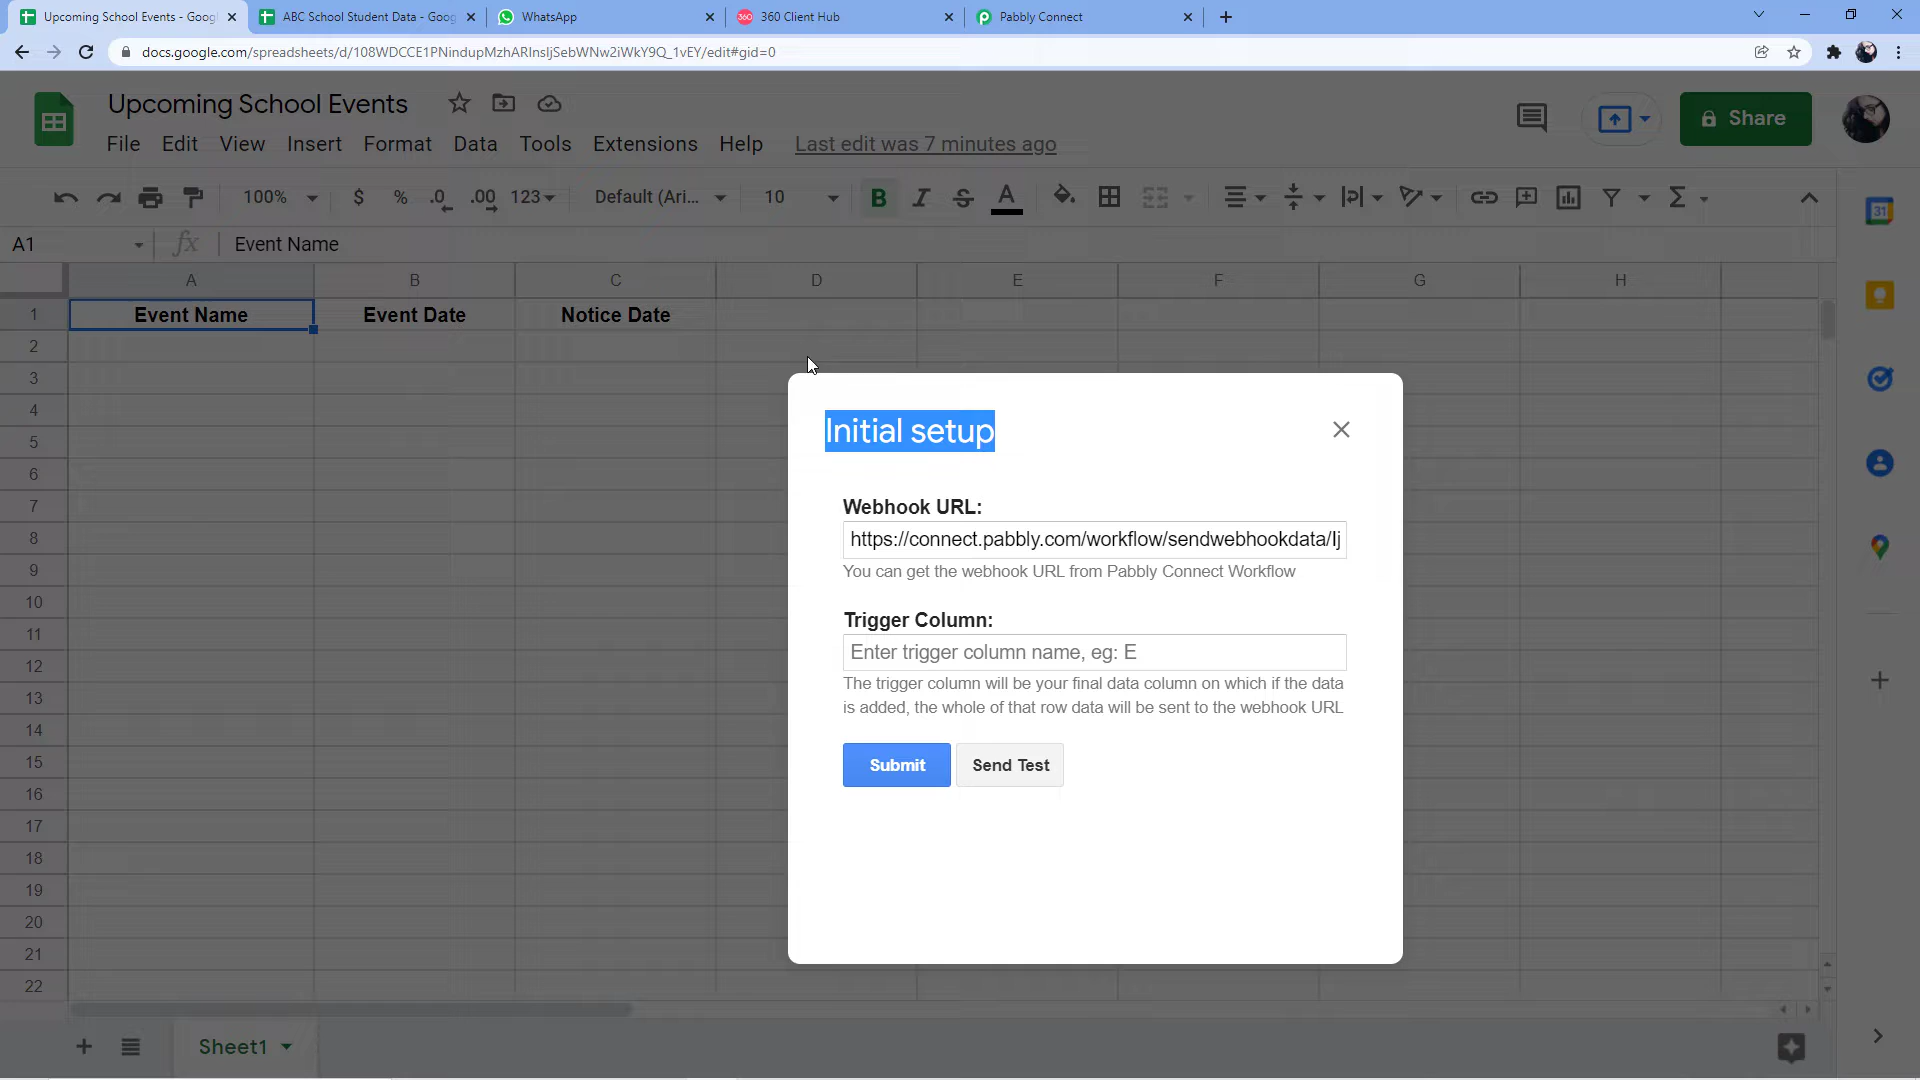 Upcoming School Events - Goog
ABC School Student Data - Goog
WhatsApp
360
360 Client Hub
Pabbly Connect
docs.google.com/spreadsheets/d/108WDCCE1PNindupMzhARInsIjSebWNw2iWkY9Q_1vEY/edit#gid=0
Upcoming School Events
Share
File Edit View Insert Format Data Tools Extensions Help Last edit was 7 minutes ago
100% $ % .0 .00 123 Default (Ari... 10 B I S A Σ
31
A1 fx Event Name
A B C D E F G H
1 Event Name Event Date Notice Date
2
3
4
5
6
7
8
9
10
11
12
13
14
15
16
17
18
19
20
21
22
Initial setup
Webhook URL:
https://connect.pabbly.com/workflow/sendwebhookdata/Ij
You can get the webhook URL from Pabbly Connect Workflow
Trigger Column:
Enter trigger column name, eg: E
The trigger column will be your final data column on which if the data
is added, the whole of that row data will be sent to the webhook URL
Submit Send Test
Sheet1